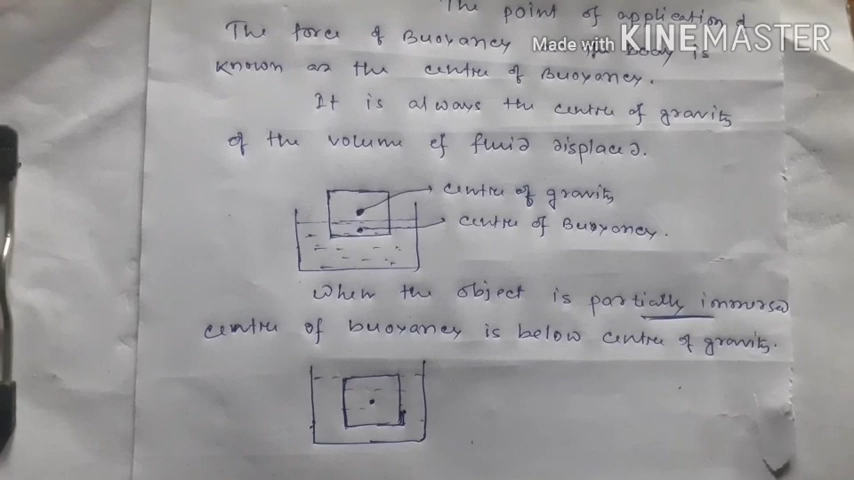 The point of application of
The force of Buoyancy body is
Made with KINEMASTER
known as the centre of Buoyancy.
It is always the centre of gravity
of the volume of fluid displaced.
centre of gravity
centre of Buoyancy.
When the object is partially immersed
centre of buoyancy is below centre of gravity.